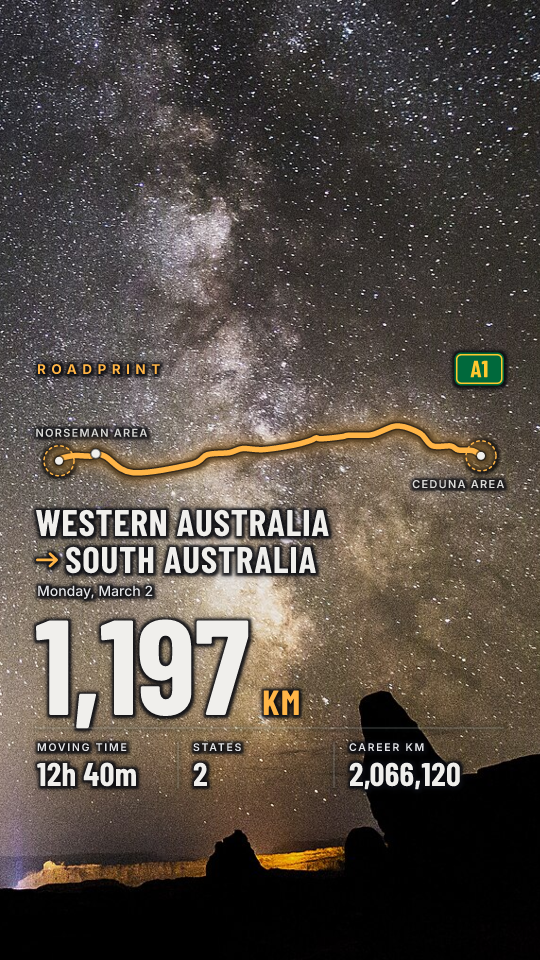 ROADPRINT
A1
NORSEMAN AREA
CEDUNA AREA
WESTERN AUSTRALIA
→SOUTH AUSTRALIA
Monday, March 2
1,197 KM
MOVING TIME STATES CAREER KM
12h 40m 2 2,066,120